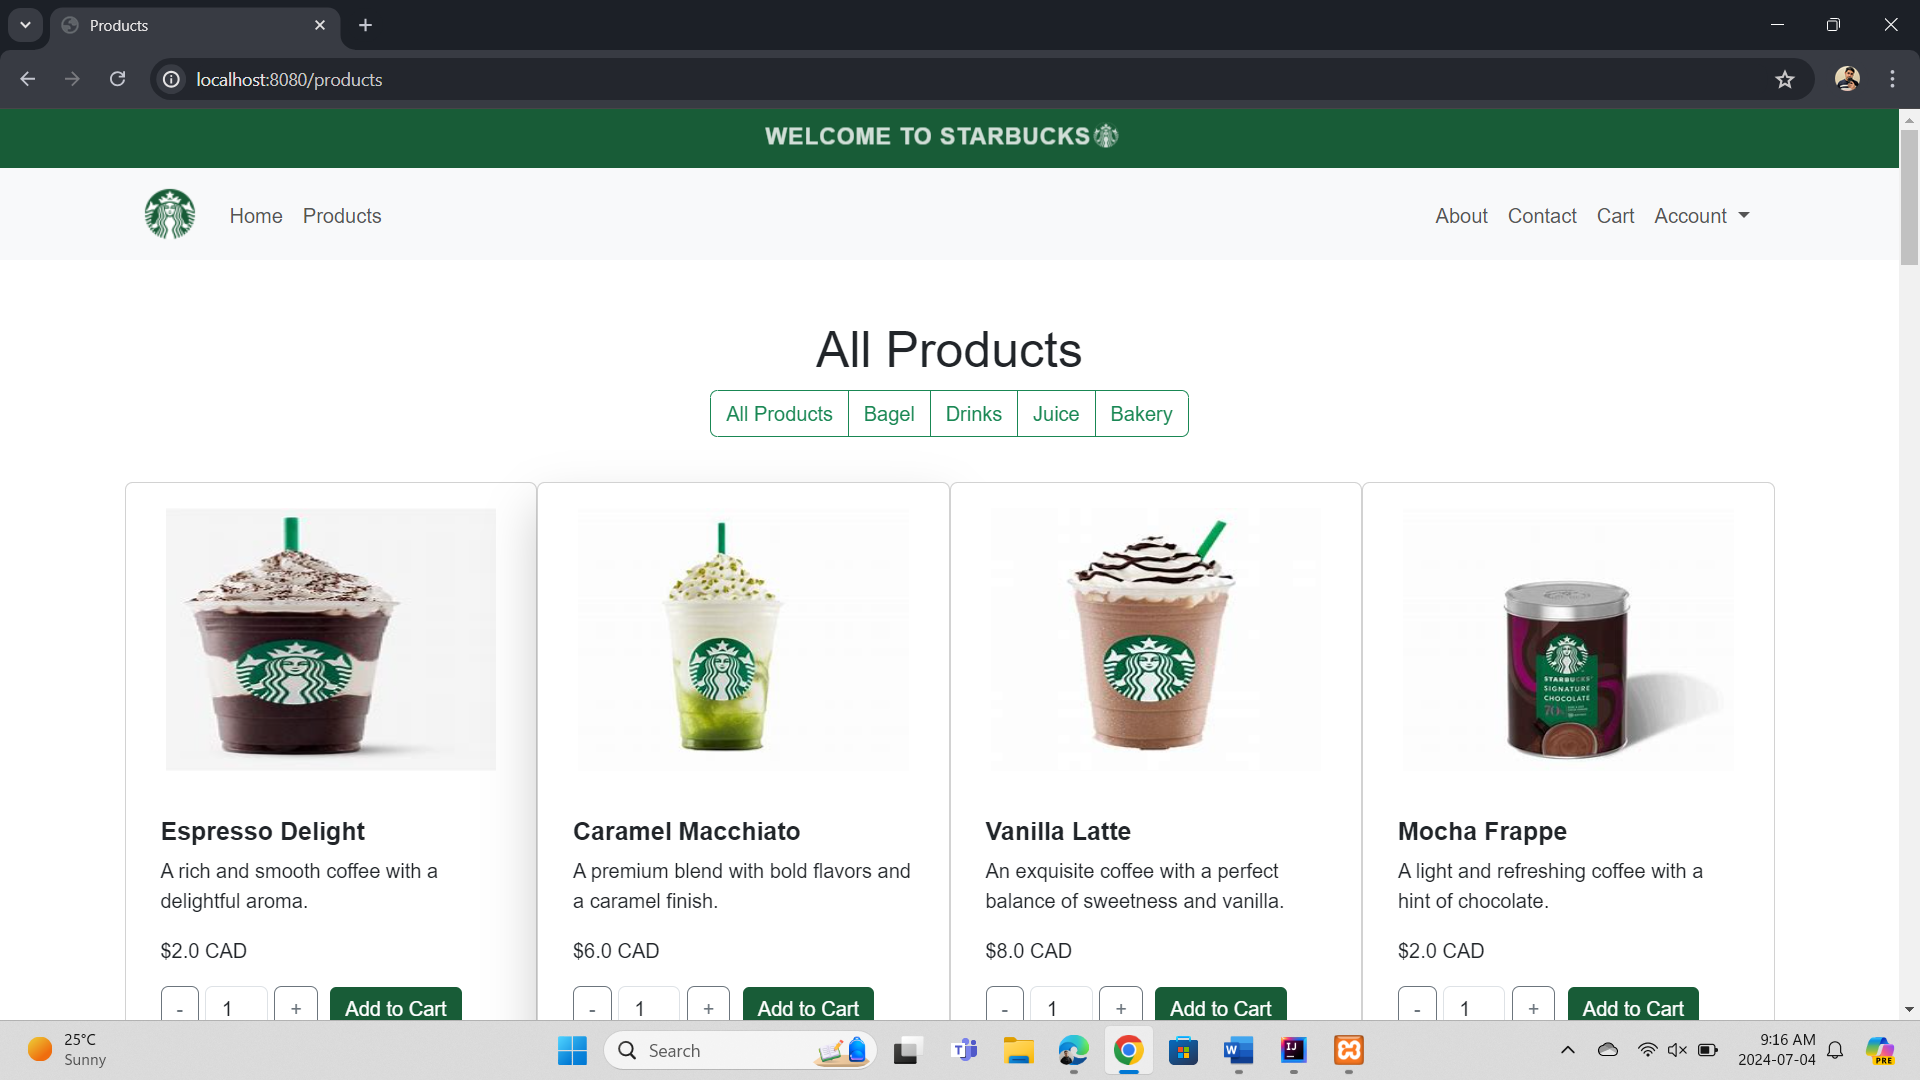 Products
localhost:8080/products
WELCOME TO STARBUCKS
Home Products About Contact Cart Account
All Products
All Products Bagel Drinks Juice Bakery
STARBUCKS
SIGNATURE
CHOCOLATE
70%
Espresso Delight
A rich and smooth coffee with a
delightful aroma.
$2.0 CAD
- 1 + Add to Cart
Caramel Macchiato
A premium blend with bold flavors and
a caramel finish.
$6.0 CAD
- 1 + Add to Cart
Vanilla Latte
An exquisite coffee with a perfect
balance of sweetness and vanilla.
$8.0 CAD
- 1 + Add to Cart
Mocha Frappe
A light and refreshing coffee with a
hint of chocolate.
$2.0 CAD
- 1 + Add to Cart
25°C
Sunny
Search
9:16 AM
2024-07-04
PRE